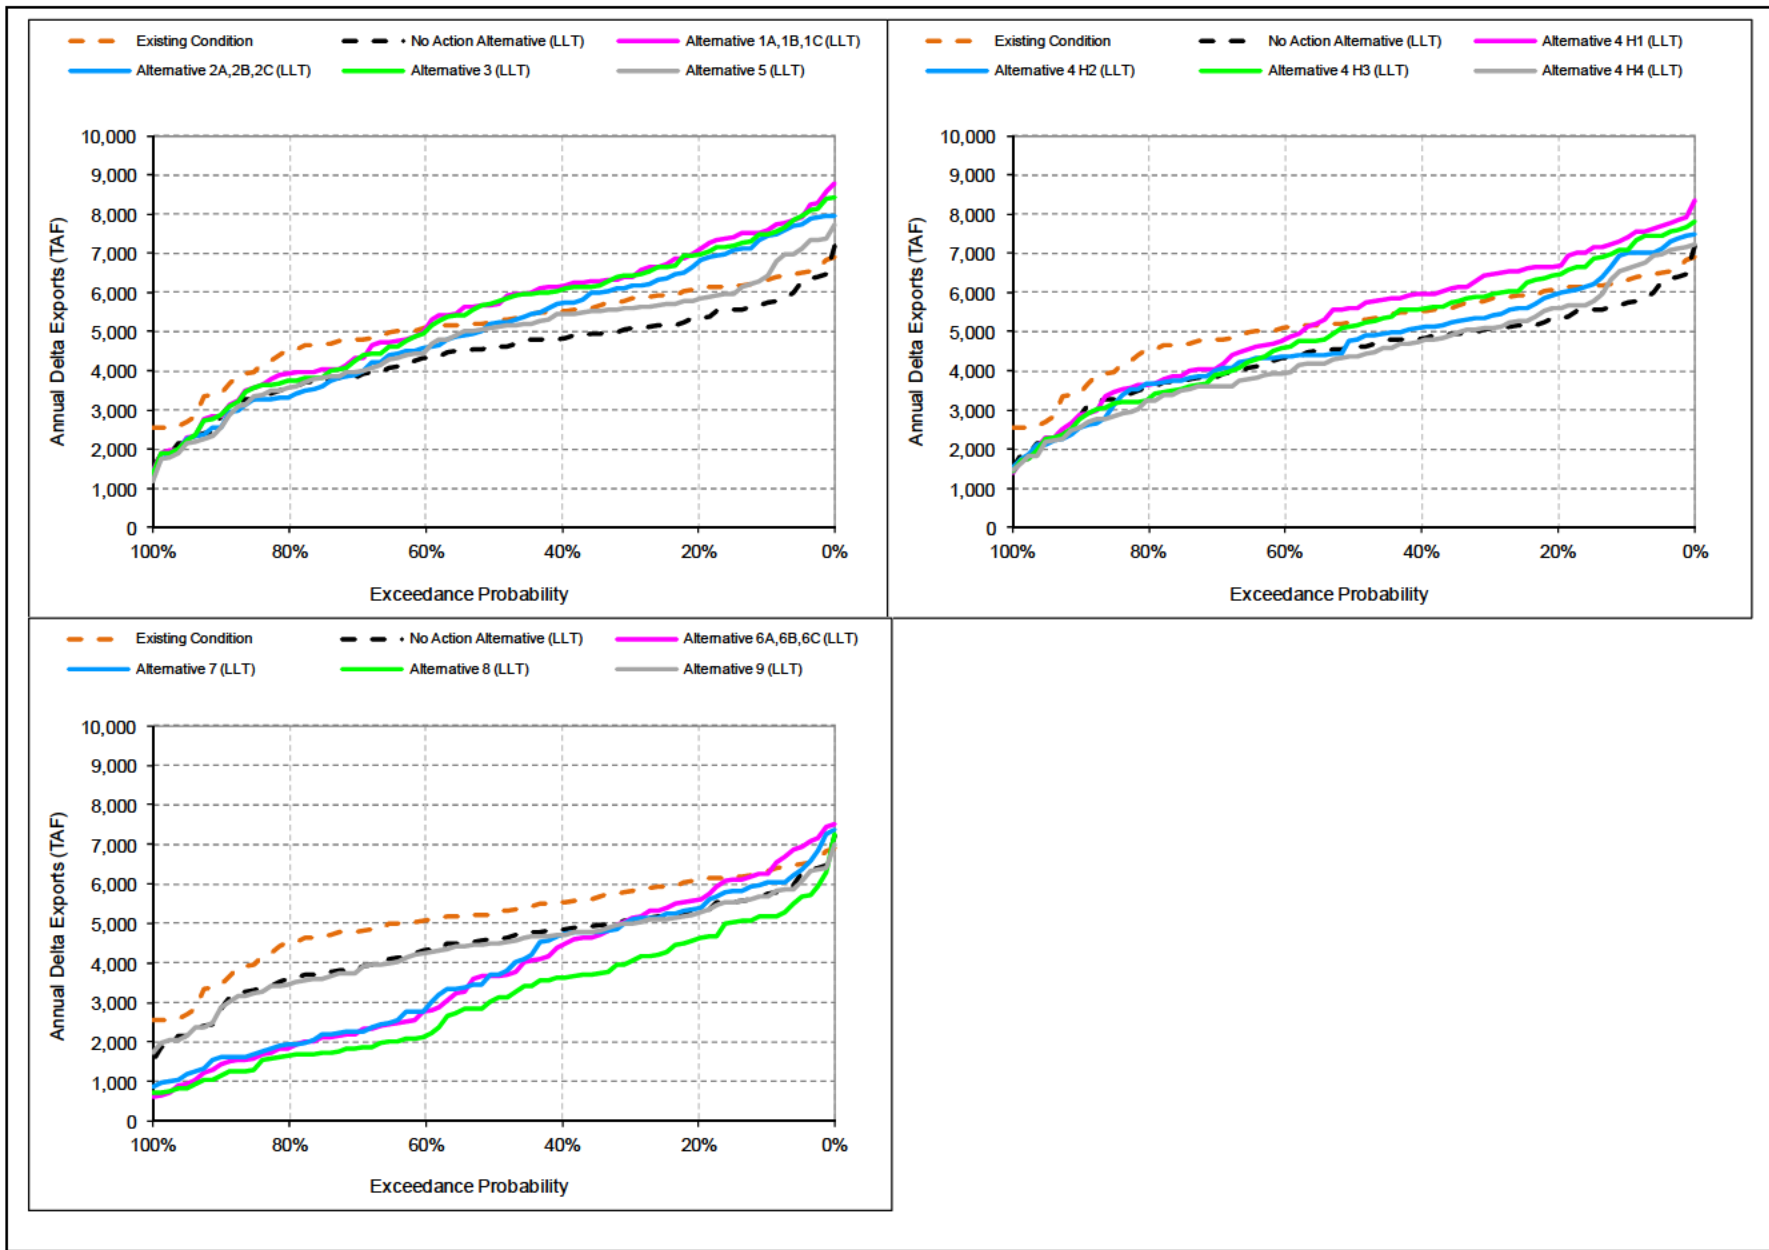 Existing Condition No Action Alternative (LLT) Alternative 1A,1B,1C (LLT)
Alternative 2A,2B,2C (LLT) Alternative 3 (LLT) Alternative 5 (LLT)
Annual Delta Exports (TAF)
10,000
9,000
8,000
7,000
6,000
5,000
4,000
3,000
2,000
1,000
0
100% 80% 60% 40% 20% 0%
Exceedance Probability
Existing Condition No Action Alternative (LLT) Alternative 4 H1 (LLT)
Alternative 4 H2 (LLT) Alternative 4 H3 (LLT) Alternative 4 H4 (LLT)
Annual Delta Exports (TAF)
10,000
9,000
8,000
7,000
6,000
5,000
4,000
3,000
2,000
1,000
0
100% 80% 60% 40% 20% 0%
Exceedance Probability
Existing Condition No Action Alternative (LLT) Alternative 6A,6B,6C (LLT)
Alternative 7 (LLT) Alternative 8 (LLT) Alternative 9 (LLT)
Annual Delta Exports (TAF)
10,000
9,000
8,000
7,000
6,000
5,000
4,000
3,000
2,000
1,000
0
100% 80% 60% 40% 20% 0%
Exceedance Probability